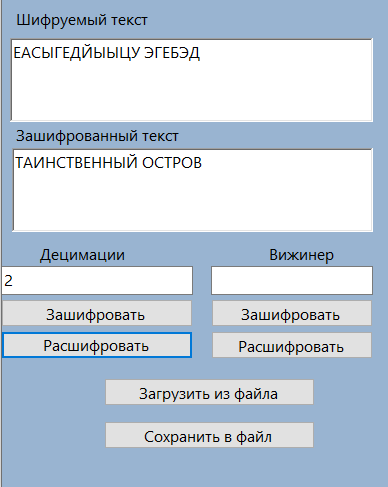 Шифруемый текст
ЕАСЫГЕДЙЫЫЦУ ЭГЕБЭД
Зашифрованный текст
ТАИНСТВЕННЫЙ ОСТРОВ
Децимации Вижинер
2
Зашифровать Зашифровать
Расшифровать Расшифровать
Загрузить из файла
Сохранить в файл